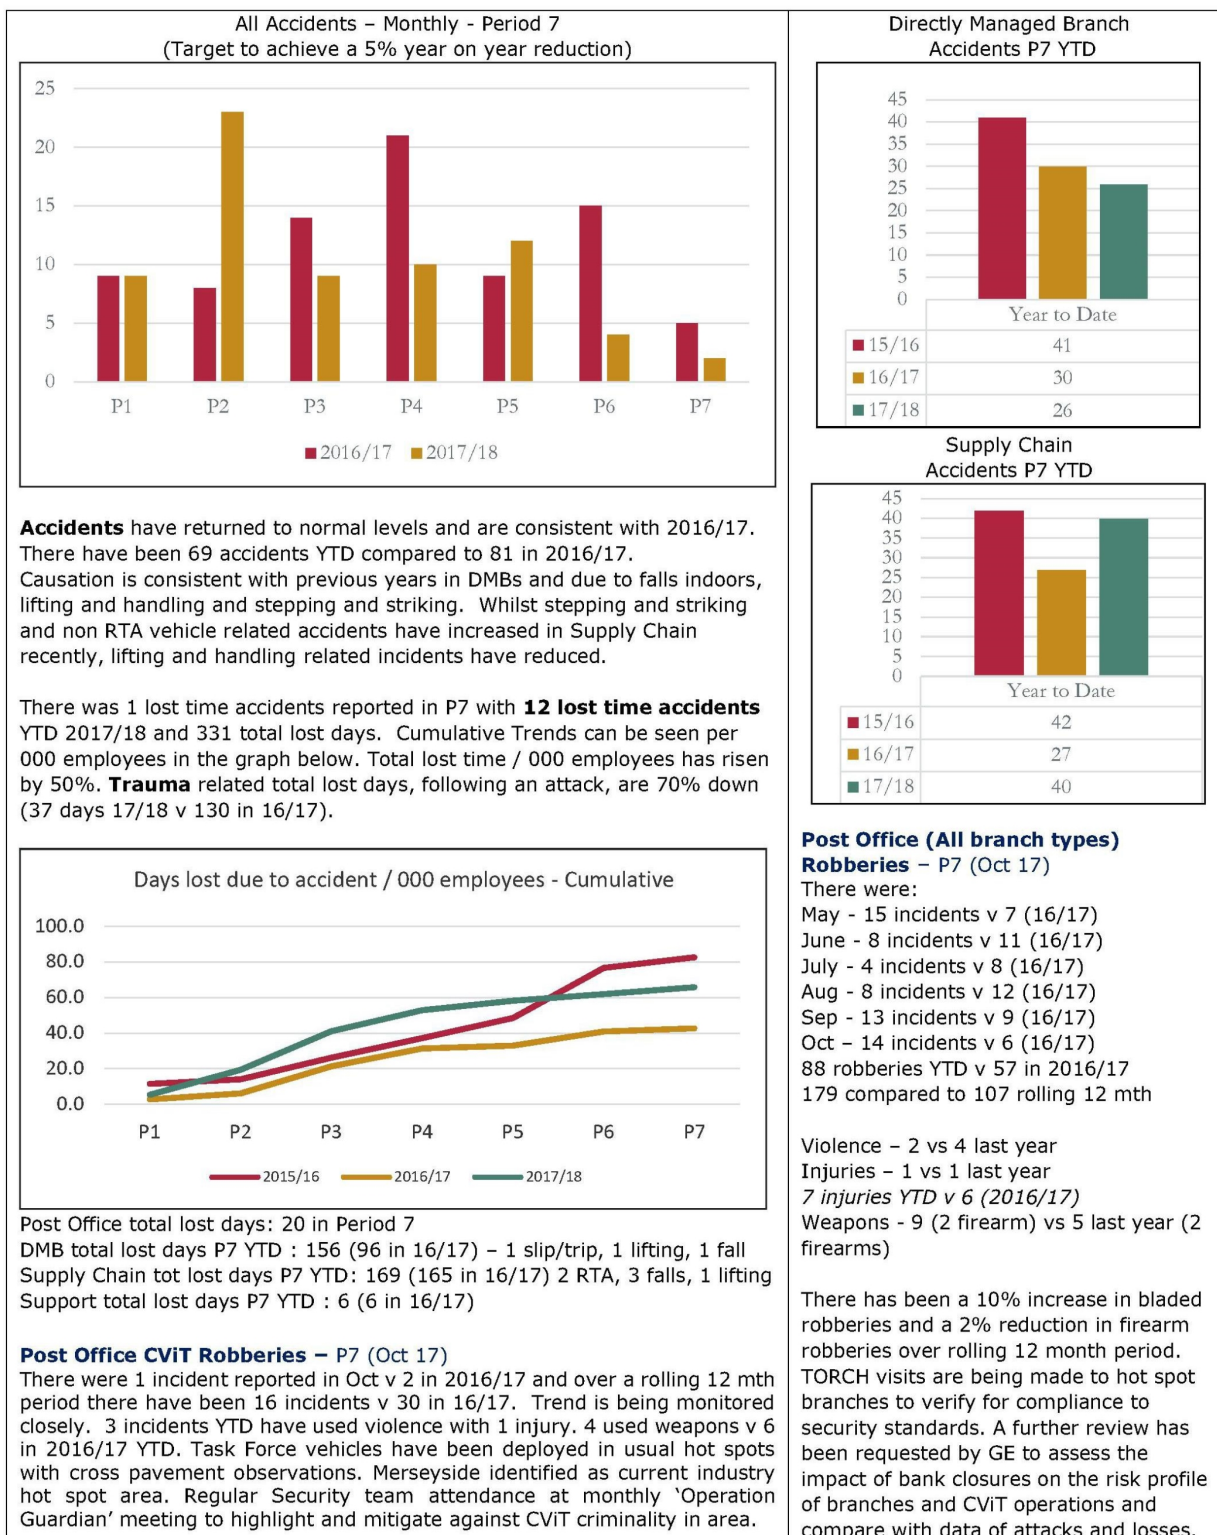 All Accidents – Monthly - Period 7
(Target to achieve a 5% year on year reduction)
25
20
15
10
5
0
P1 P2 P3 P4 P5 P6 P7
2016/17 2017/18
Accidents have returned to normal levels and are consistent with 2016/17.
There have been 69 accidents YTD compared to 81 in 2016/17.
Causation is consistent with previous years in DMBs and due to falls indoors,
lifting and handling and stepping and striking. Whilst stepping and striking
and non RTA vehicle related accidents have increased in Supply Chain
recently, lifting and handling related incidents have reduced.
There was 1 lost time accidents reported in P7 with 12 lost time accidents
YTD 2017/18 and 331 total lost days. Cumulative Trends can be seen per
000 employees in the graph below. Total lost time / 000 employees has risen
by 50%. Trauma related total lost days, following an attack, are 70% down
(37 days 17/18 v 130 in 16/17).
Days lost due to accident / 000 employees - Cumulative
100.0
80.0
60.0
40.0
20.0
0.0
P1 P2 P3 P4 P5 P6 P7
2015/16 2016/17 2017/18
Post Office total lost days: 20 in Period 7
DMB total lost days P7 YTD : 156 (96 in 16/17) – 1 slip/trip, 1 lifting, 1 fall
Supply Chain tot lost days P7 YTD: 169 (165 in 16/17) 2 RTA, 3 falls, 1 lifting
Support total lost days P7 YTD : 6 (6 in 16/17)
Post Office CViT Robberies – P7 (Oct 17)
There were 1 incident reported in Oct v 2 in 2016/17 and over a rolling 12 mth
period there have been 16 incidents v 30 in 16/17. Trend is being monitored
closely. 3 incidents YTD have used violence with 1 injury. 4 used weapons v 6
in 2016/17 YTD. Task Force vehicles have been deployed in usual hot spots
with cross pavement observations. Merseyside identified as current industry
hot spot area. Regular Security team attendance at monthly ‘Operation
Guardian’ meeting to highlight and mitigate against CViT criminality in area.
Directly Managed Branch
Accidents P7 YTD
45
40
35
30
25
20
15
10
5
0
Year to Date
15/16 41
16/17 30
17/18 26
Supply Chain
Accidents P7 YTD
45
40
35
30
25
20
15
10
5
0
Year to Date
15/16 42
16/17 27
17/18 40
Post Office (All branch types)
Robberies – P7 (Oct 17)
There were:
May - 15 incidents v 7 (16/17)
June - 8 incidents v 11 (16/17)
July - 4 incidents v 8 (16/17)
Aug - 8 incidents v 12 (16/17)
Sep - 13 incidents v 9 (16/17)
Oct – 14 incidents v 6 (16/17)
88 robberies YTD v 57 in 2016/17
179 compared to 107 rolling 12 mth
Violence – 2 vs 4 last year
Injuries – 1 vs 1 last year
7 injuries YTD v 6 (2016/17)
Weapons - 9 (2 firearm) vs 5 last year (2
firearms)
There has been a 10% increase in bladed
robberies and a 2% reduction in firearm
robberies over rolling 12 month period.
TORCH visits are being made to hot spot
branches to verify for compliance to
security standards. A further review has
been requested by GE to assess the
impact of bank closures on the risk profile
of branches and CViT operations and
compare with data of attacks and losses.